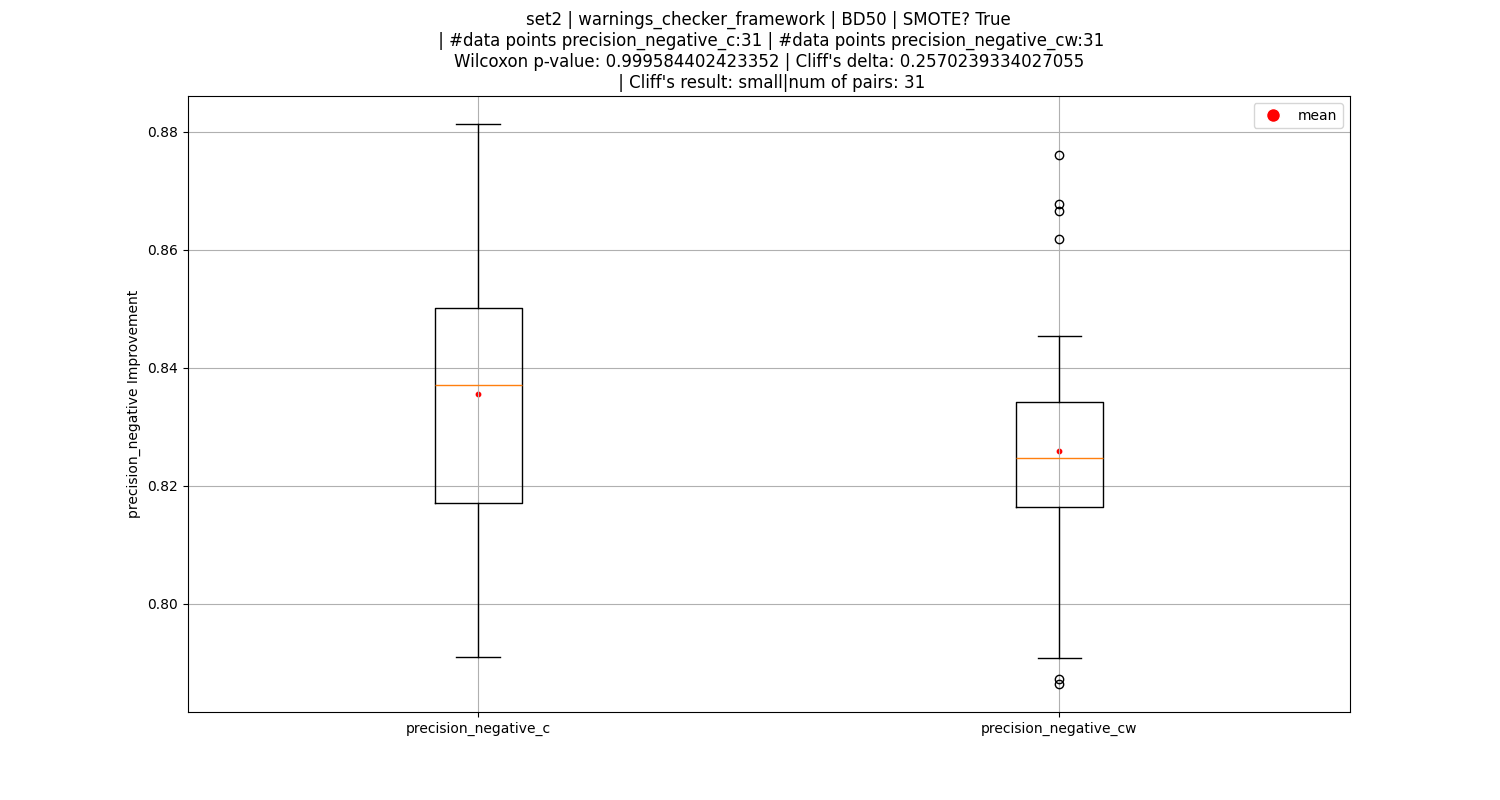 set2 | warnings_checker_framework | BD50 | SMOTE? True
| #data points precision_negative_c:31 | #data points precision_negative_cw:31
Wilcoxon p-value: 0.999584402423352 | Cliff's delta: 0.2570239334027055
| Cliff's result: small|num of pairs: 31
mean
0.88
0.86
0.84
0.82
0.80
precision_negative Improvement
precision_negative_c
precision_negative_cw